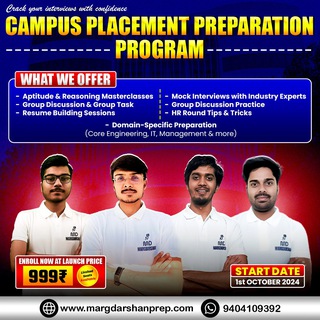 Crack your interviews with confidence
CAMPUS PLACEMENT PREPARATION
PROGRAM
WHAT WE OFFER
- Aptitude & Reasoning Masterclasses
- Group Discussion & Group Task
- Resume Building Sessions
- Mock Interviews with Industry Experts
- Group Discussion Practice
- HR Round Tips & Tricks
- Domain-Specific Preparation
(Core Engineering, IT, Management & more)
ENROLL NOW AT LAUNCH PRICE
999₹
START DATE
1ST OCTOBER 2024
www.margdarshanprep.com
9404109392